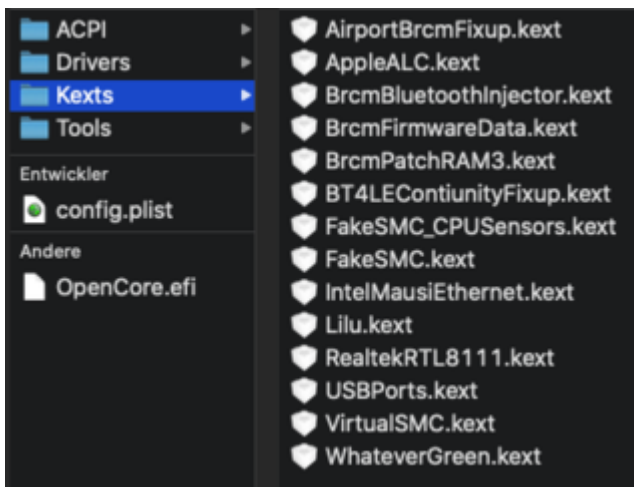 ACPI
Drivers
Kexts
Tools
Entwickler
config.plist
Andere
OpenCore.efi
AirportBrcmFixup.kext
AppleALC.kext
BrcmBluetoothInjector.kext
BrcmFirmwareData.kext
BrcmPatchRAM3.kext
BT4LEContiunityFixup.kext
FakeSMC_CPUSensors.kext
FakeSMC.kext
IntelMausiEthernet.kext
Lilu.kext
RealtekRTL8111.kext
USBPorts.kext
VirtualSMC.kext
WhateverGreen.kext